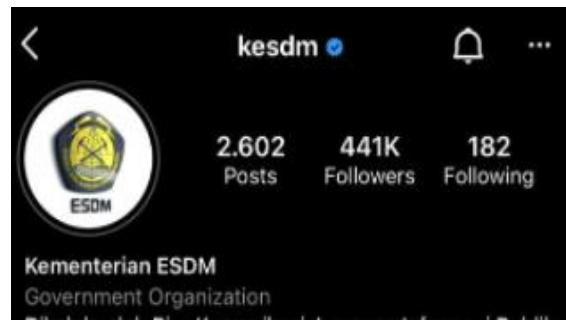 kesdm
2.602 441K 182
Posts Followers Following
ESDM
Kementerian ESDM
Government Organization